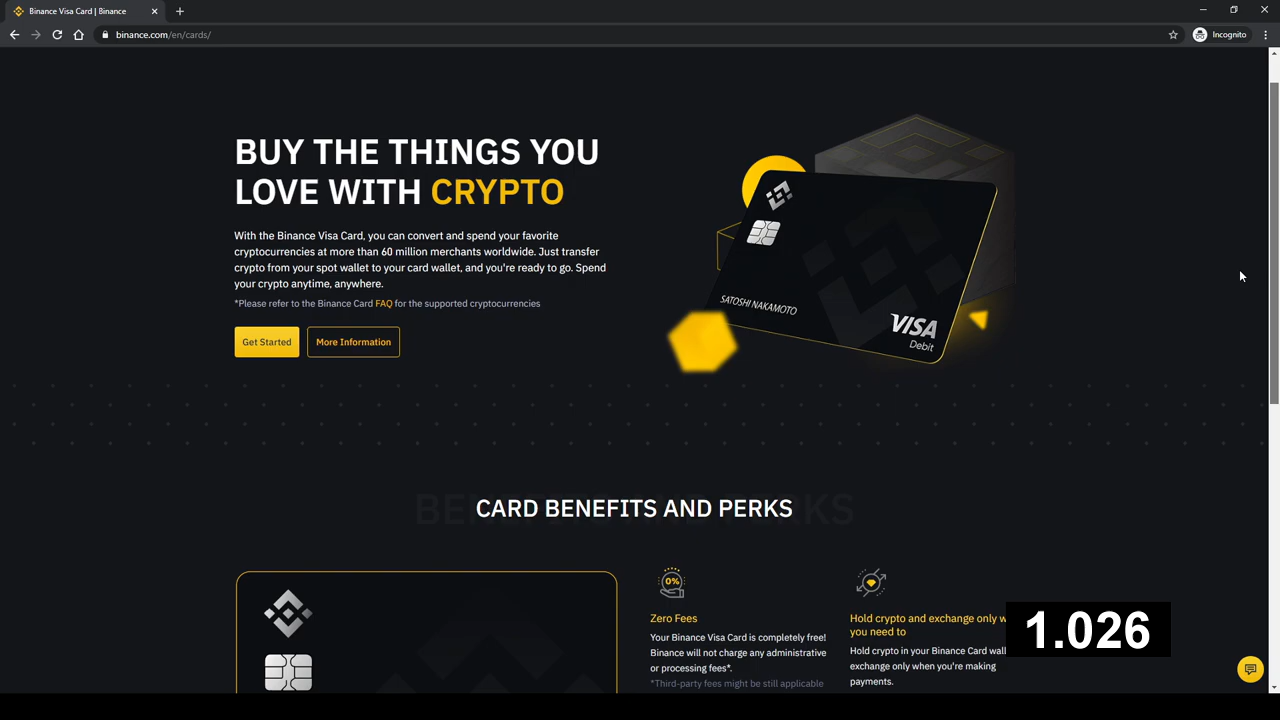 Binance Visa Card | Binance
binance.com/en/cards/
Incognito
BUY THE THINGS YOU
LOVE WITH CRYPTO
With the Binance Visa Card, you can convert and spend your favorite
cryptocurrencies at more than 60 million merchants worldwide. Just transfer
crypto from your spot wallet to your card wallet, and you're ready to go. Spend
your crypto anytime, anywhere.
*Please refer to the Binance Card FAQ for the supported cryptocurrencies
Get Started
More Information
SATOSHI NAKAMOTO
VISA
Debit
BENEFITS AND PERKS
CARD BENEFITS AND PERKS
0%
Zero Fees
Your Binance Visa Card is completely free!
Binance will not charge any administrative
or processing fees*.
*Third-party fees might be still applicable
Hold crypto and exchange only w
you need to
Hold crypto in your Binance Card wall
exchange only when you're making
payments.
1.026